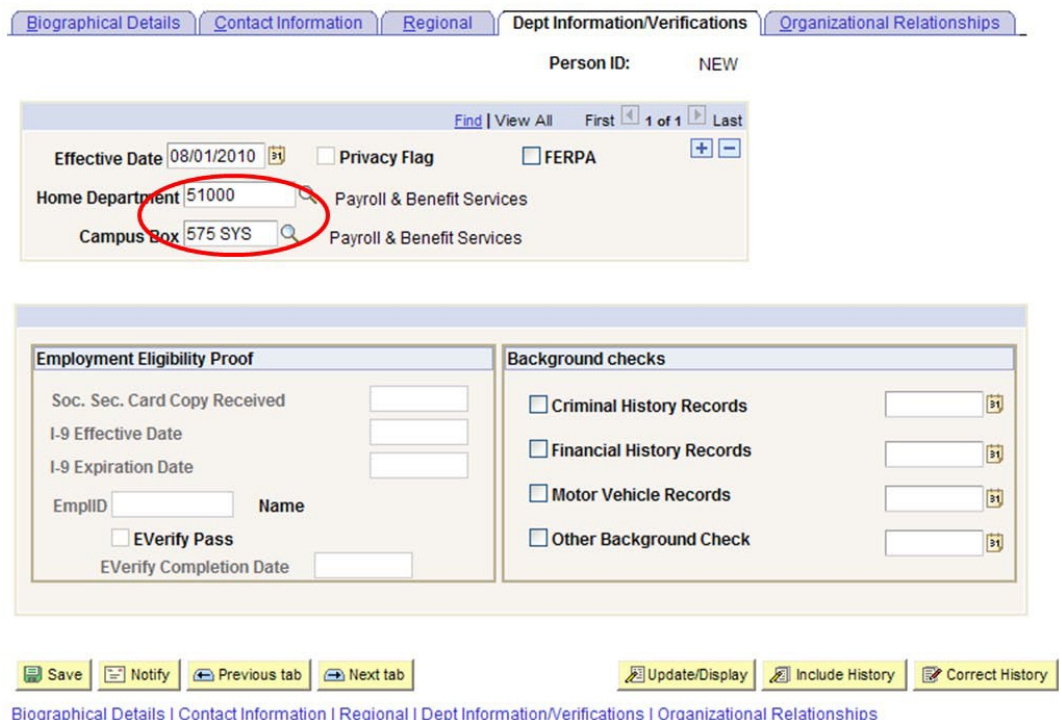 Biographical Details Contact Information Regional Dept Information/Verifications Organizational Relationships
Person ID: NEW
Find | View All First 1 of 1 Last
Effective Date 08/01/2010 31 Privacy Flag FERPA
Home Department 51000 Payroll & Benefit Services
Campus Box 575 SYS Payroll & Benefit Services
Employment Eligibility Proof
Soc. Sec. Card Copy Received
I-9 Effective Date
I-9 Expiration Date
EmplID Name
EVerify Pass
EVerify Completion Date
Background checks
Criminal History Records 31
Financial History Records 31
Motor Vehicle Records 31
Other Background Check 31
Save Notify Previous tab Next tab Update/Display Include History Correct History
Biographical Details | Contact Information | Regional | Dept Information/Verifications | Organizational Relationships